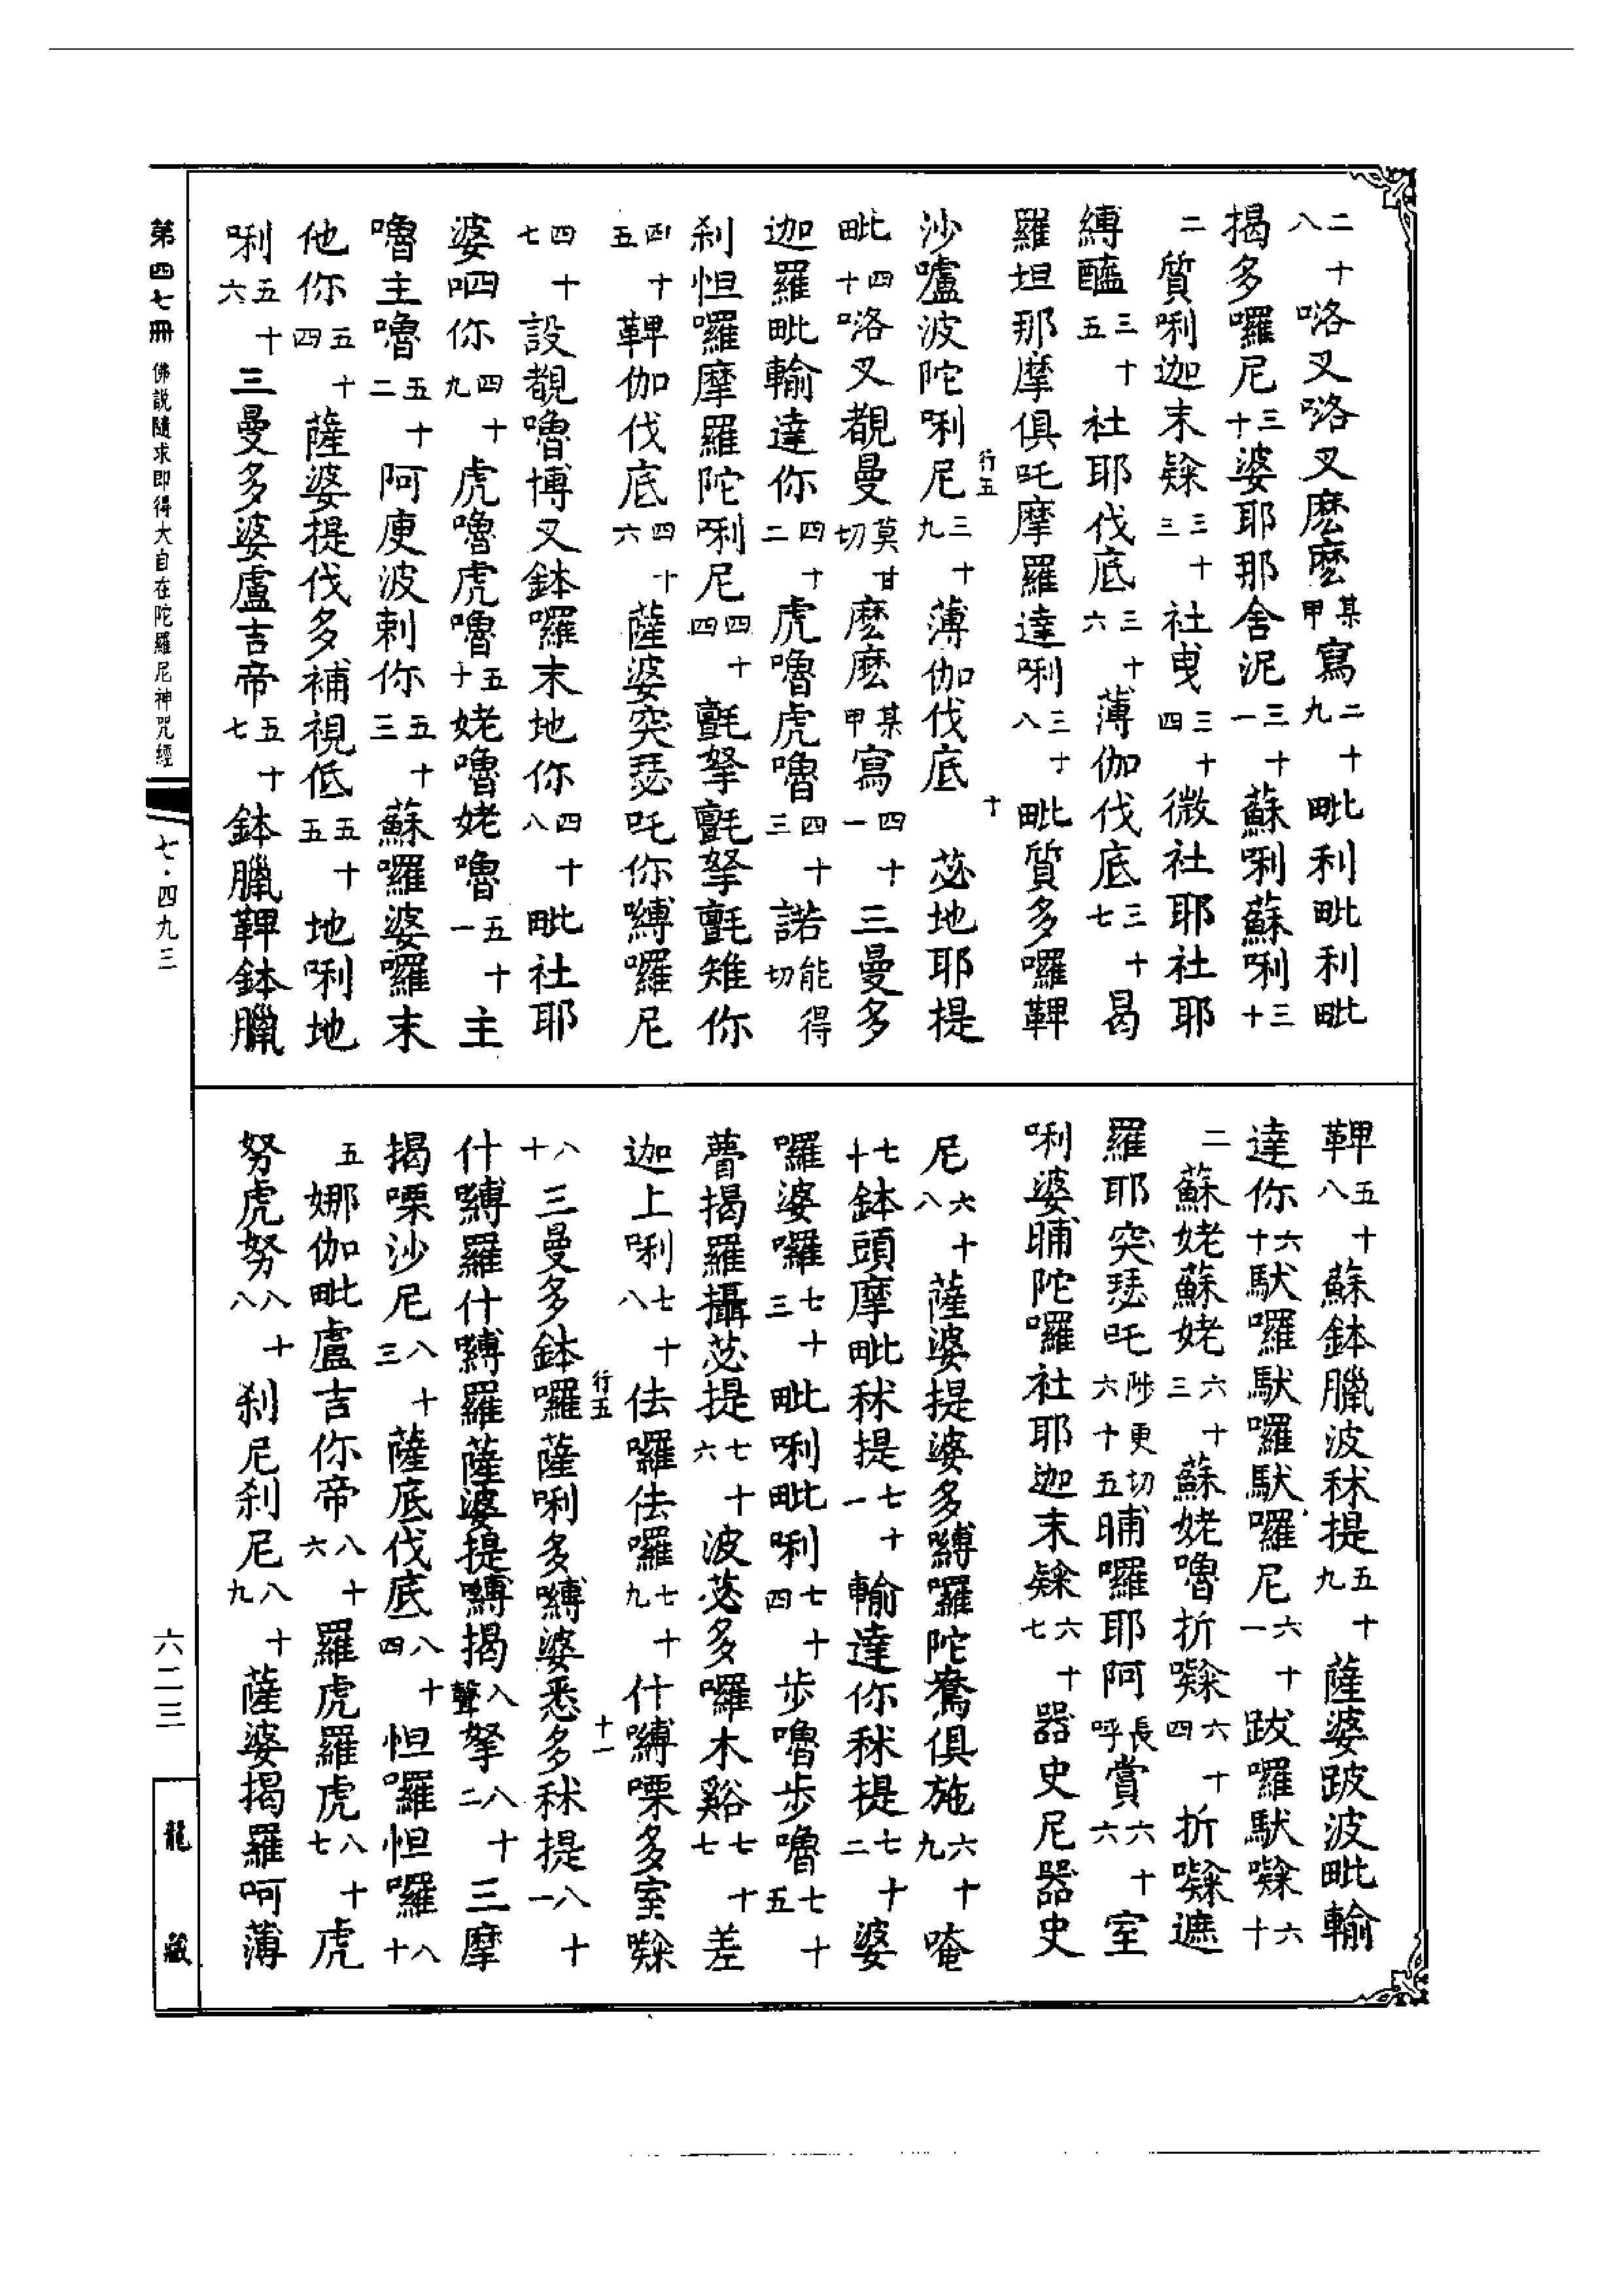 二十八咯叉咯叉麽麽某甲寫二十九毗利毗利毗
揭多囉尼三十婆耶那舍泥三十一蘇唎蘇唎三十
二質唎迦末㷮三十三社曳三十四微社耶社耶
縛醯三十五社耶伐底三十六薄伽伐底三十七曷
羅坦那摩俱吒摩羅達唎三十八毗質多囉鞞
沙嚧波陀唎尼三十九薄伽伐底苾地耶提
毗四十咯叉覩曼莫甘切麽麽某甲寫四十一三曼多
迦羅毗輸達你四十二虎嚕虎嚕四十三諾能得切
剎怛囉摩羅陀唎尼四十四氈拏氈拏氈雉你
四十五鞞伽伐底四十六薩婆突瑟吒你嚩囉尼
四十七設覩嚕博叉鉢囉末地你四十八毗社耶
婆呬你四十九虎嚕虎嚕五十姥嚕姥嚕五十一主
嚕主嚕五十二阿庾波剌你五十三蘇囉婆囉末
他你五十四薩婆提伐多補視低五十五地唎地
唎五十六三曼多婆盧吉帝五十七鉢臘鞞鉢臘
行五
十
第四七冊 佛說隨求即得大自在陀羅尼神咒經
七·四九三
鞞五十八蘇鉢臘波秫提五十九薩婆跛波毗輸
達你六十馱囉馱囉馱囉尼六十一跋囉馱㘑六十
二蘇姥蘇姥六十三蘇姥嚕折㘑六十四折㘑遮
羅耶突瑟吒陟更切六十五晡囉耶阿長呼賞六十六室
唎婆晡陀囉社耶迦末㷮六十七器史尼器史
尼六十八薩婆提婆多嚩囉陀鴦俱施六十九唵
七十鉢頭摩毗秫提七十一輸達你秫提七十二婆
囉婆囉七十三毗唎毗唎七十四步嚕步嚕七十五
瞢揭羅攝苾提七十六波苾多囉木谿七十七差
迦上唎七十八佉囉佉囉七十九什嚩㗚多室㘑
八十三曼多鉢囉薩唎多嚩婆悉多秫提八十一
什嚩羅什嚩羅薩婆提嚩揭入聲拏八十二三摩
揭㗚沙尼八十三薩底伐底八十四怛囉怛囉八十
五娜伽毗盧吉你帝八十六羅虎羅虎八十七虎
努虎努八十八剎尼剎尼八十九薩婆揭羅呵薄
行五
十一
六二三
龍藏